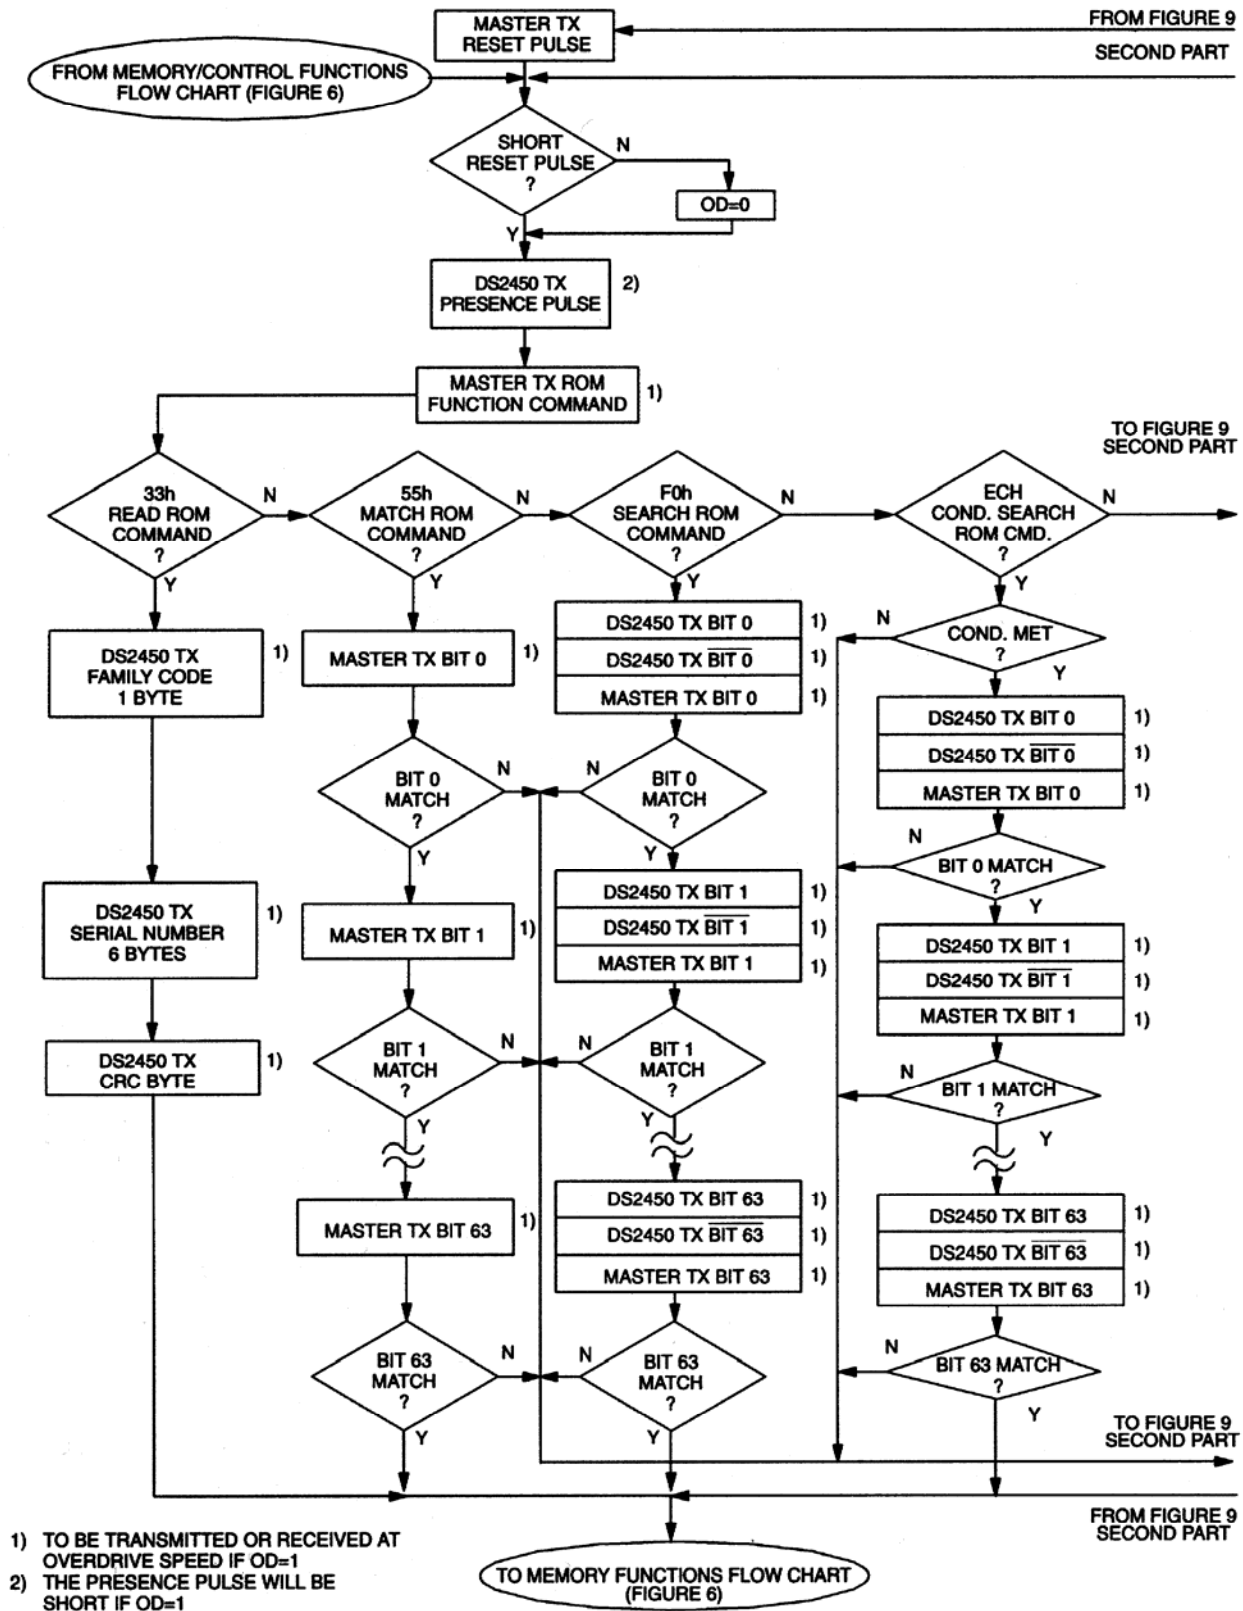 MASTER TX
RESET PULSE
FROM FIGURE 9
SECOND PART
FROM MEMORY/CONTROL FUNCTIONS
FLOW CHART (FIGURE 6)
SHORT
RESET PULSE
?
N
OD=0
Y
DS2450 TX
PRESENCE PULSE
2)
MASTER TX ROM
FUNCTION COMMAND
1)
TO FIGURE 9
SECOND PART
33h
READ ROM
COMMAND
?
N
Y
55h
MATCH ROM
COMMAND
?
N
Y
F0h
SEARCH ROM
COMMAND
?
N
Y
ECH
COND. SEARCH
ROM CMD.
?
N
Y
DS2450 TX
FAMILY CODE
1 BYTE
1)
DS2450 TX
SERIAL NUMBER
6 BYTES
1)
DS2450 TX
CRC BYTE
1)
MASTER TX BIT 0
1)
BIT 0
MATCH
?
N
Y
MASTER TX BIT 1
1)
BIT 1
MATCH
?
N
Y
MASTER TX BIT 63
1)
BIT 63
MATCH
?
N
Y
DS2450 TX BIT 0
1)
DS2450 TX BIT 0
1)
MASTER TX BIT 0
1)
N
BIT 0
MATCH
?
Y
DS2450 TX BIT 1
1)
DS2450 TX BIT 1
1)
MASTER TX BIT 1
1)
N
BIT 1
MATCH
?
Y
DS2450 TX BIT 63
1)
DS2450 TX BIT 63
1)
MASTER TX BIT 63
1)
N
BIT 63
MATCH
?
Y
N
COND. MET
?
Y
DS2450 TX BIT 0
1)
DS2450 TX BIT 0
1)
MASTER TX BIT 0
1)
N
BIT 0 MATCH
?
Y
DS2450 TX BIT 1
1)
DS2450 TX BIT 1
1)
MASTER TX BIT 1
1)
N
BIT 1 MATCH
?
Y
DS2450 TX BIT 63
1)
DS2450 TX BIT 63
1)
MASTER TX BIT 63
1)
N
BIT 63 MATCH
?
Y
TO FIGURE 9
SECOND PART
FROM FIGURE 9
SECOND PART
TO MEMORY FUNCTIONS FLOW CHART
(FIGURE 6)
1) TO BE TRANSMITTED OR RECEIVED AT
OVERDRIVE SPEED IF OD=1
2) THE PRESENCE PULSE WILL BE
SHORT IF OD=1